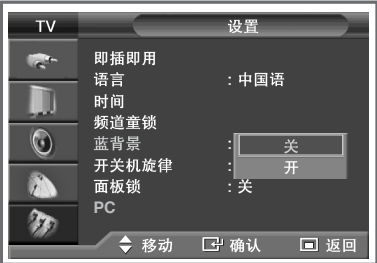 TV 设置
即插即用
语言 : 中国语
时间
频道童锁
蓝背景 : 关
开关机旋律 : 开
面板锁 : 关
PC
移动 确认 返回